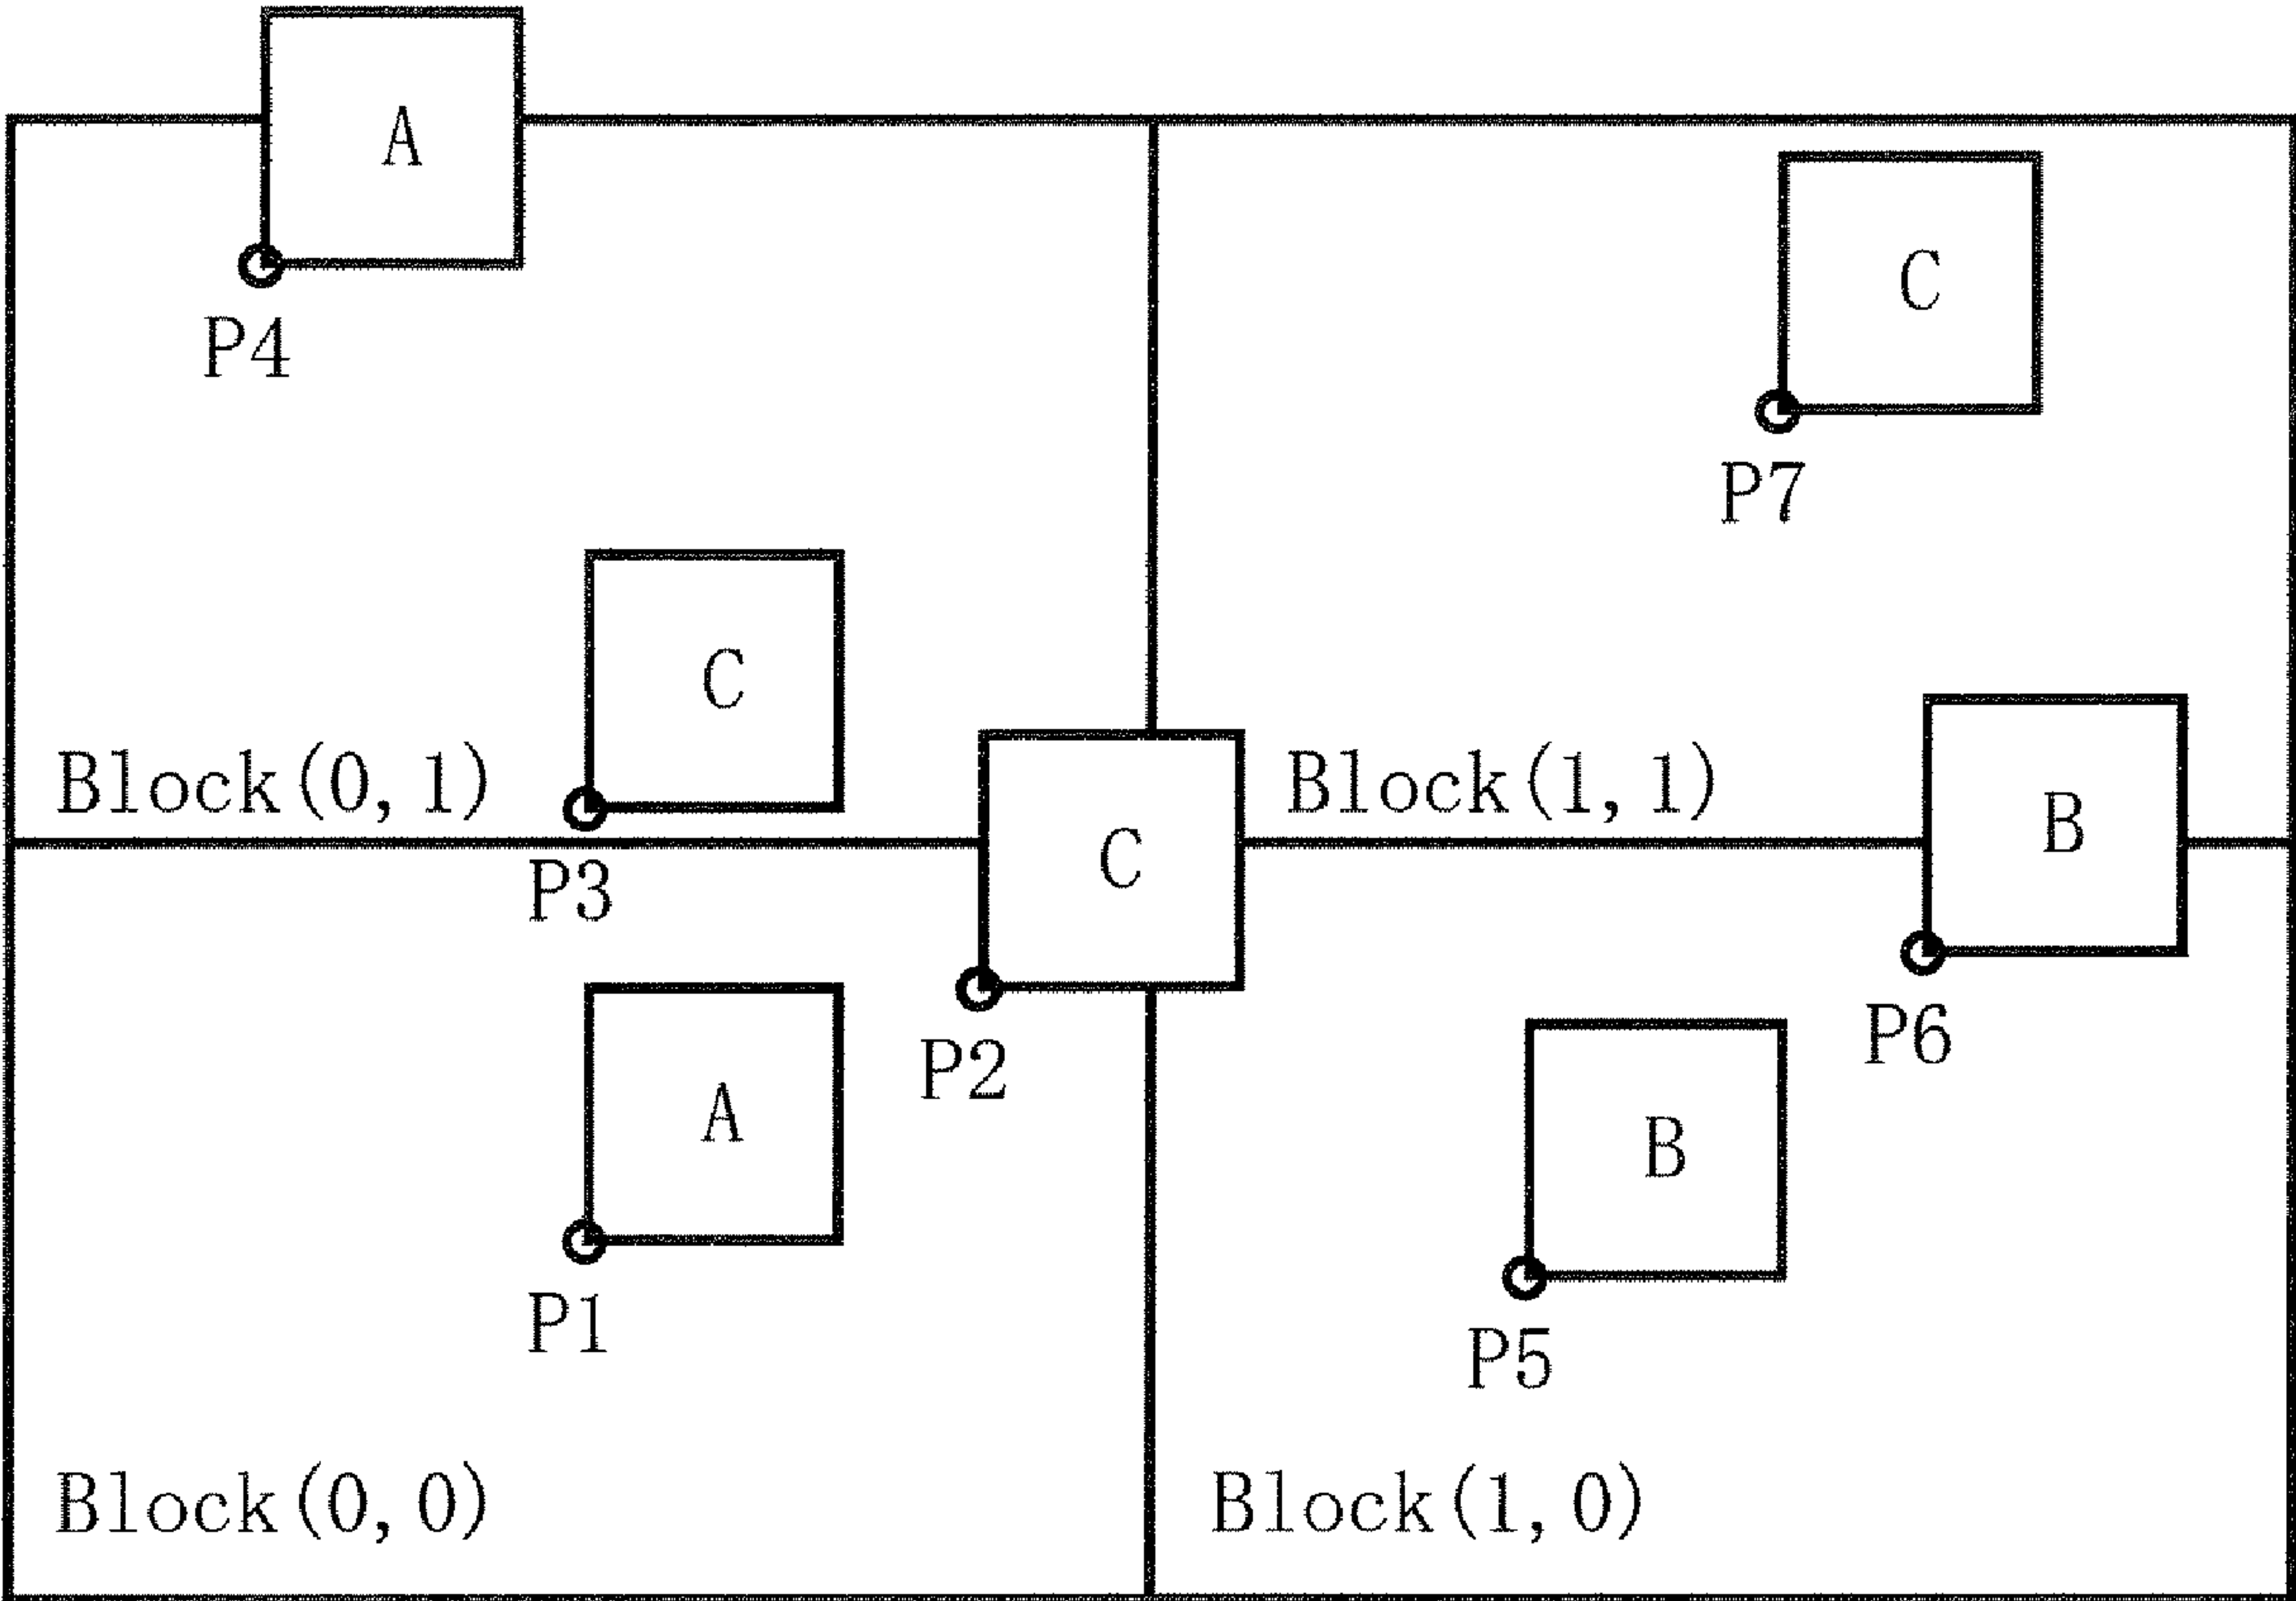 A
C
P4
P7
C
Block(0,1)
Block(1,1)
B
C
P3
P6
P2
A
B
P1
P5
Block(0,0)
Block(1,0)